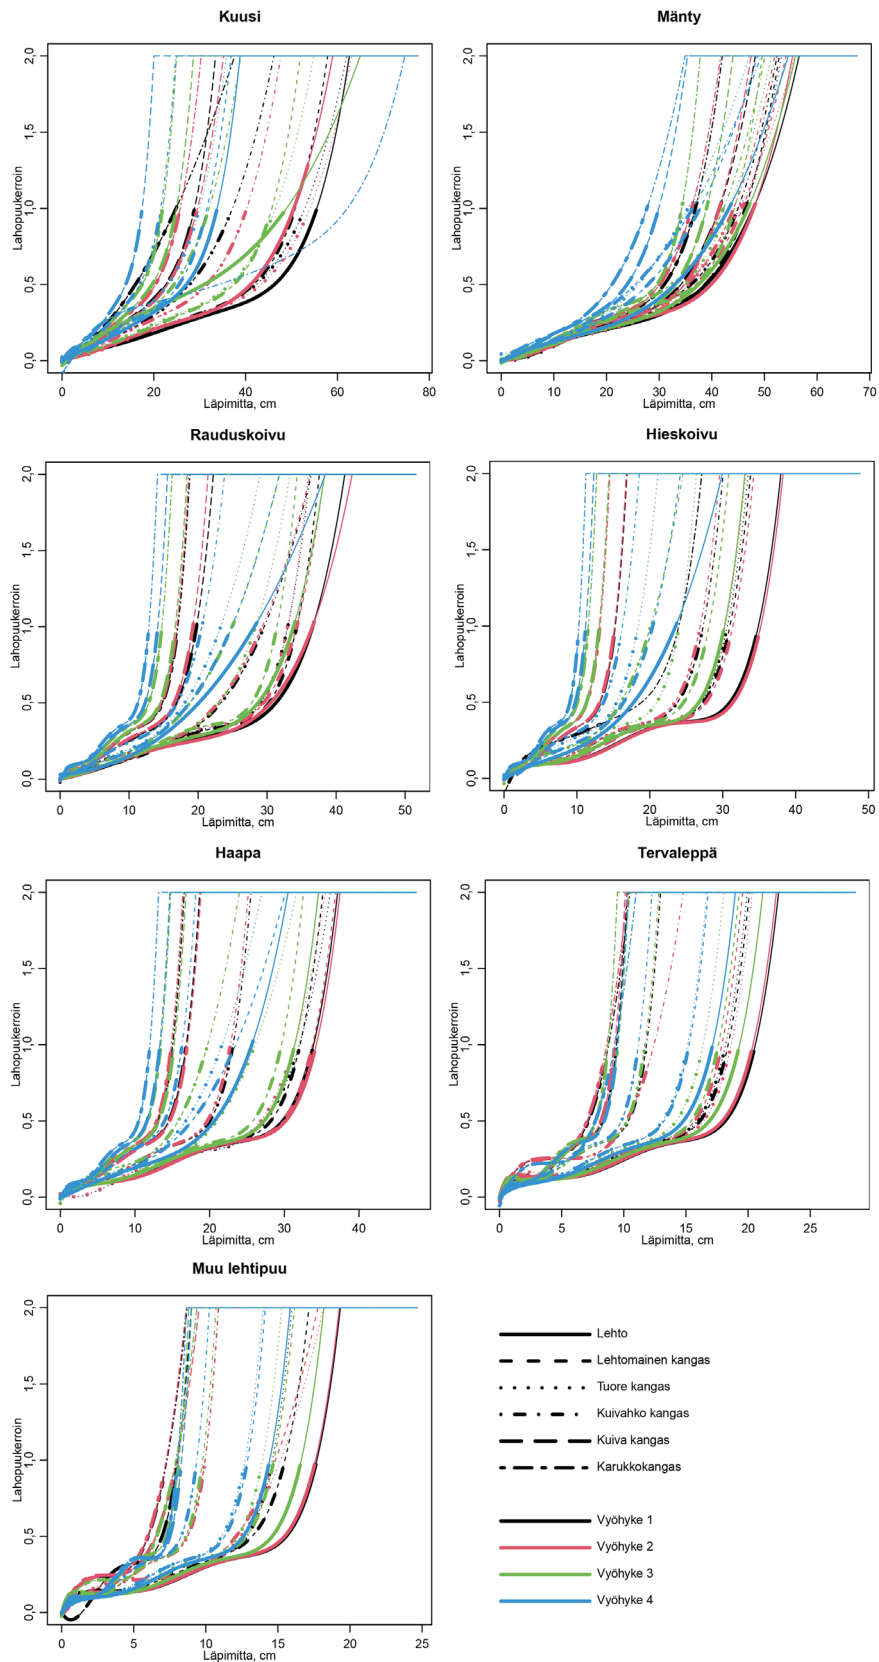 Kuusi
Mänty
Lahopuukerroin
0,0 0,5 1,0 1,5 2,0
0 20 40 60 80
Läpimitta, cm
Lahopuukerroin
0,0 0,5 1,0 1,5 2,0
0 10 20 30 40 50 60 70
Läpimitta, cm
Rauduskoivu
Hieskoivu
Lahopuukerroin
0,0 0,5 1,0 1,5 2,0
0 10 20 30 40 50
Läpimitta, cm
Lahopuukerroin
0,0 0,5 1,0 1,5 2,0
0 10 20 30 40 50
Läpimitta, cm
Haapa
Tervaleppä
Lahopuukerroin
0,0 0,5 1,0 1,5 2,0
0 10 20 30 40
Läpimitta, cm
Lahopuukerroin
0,0 0,5 1,0 1,5 2,0
0 5 10 15 20 25
Läpimitta, cm
Muu lehtipuu
Lahopuukerroin
0,0 0,5 1,0 1,5 2,0
0 5 10 15 20 25
Läpimitta, cm
Lehto
Lehtomainen kangas
Tuore kangas
Kuivahko kangas
Kuiva kangas
Karukkokangas
Vyöhyke 1
Vyöhyke 2
Vyöhyke 3
Vyöhyke 4